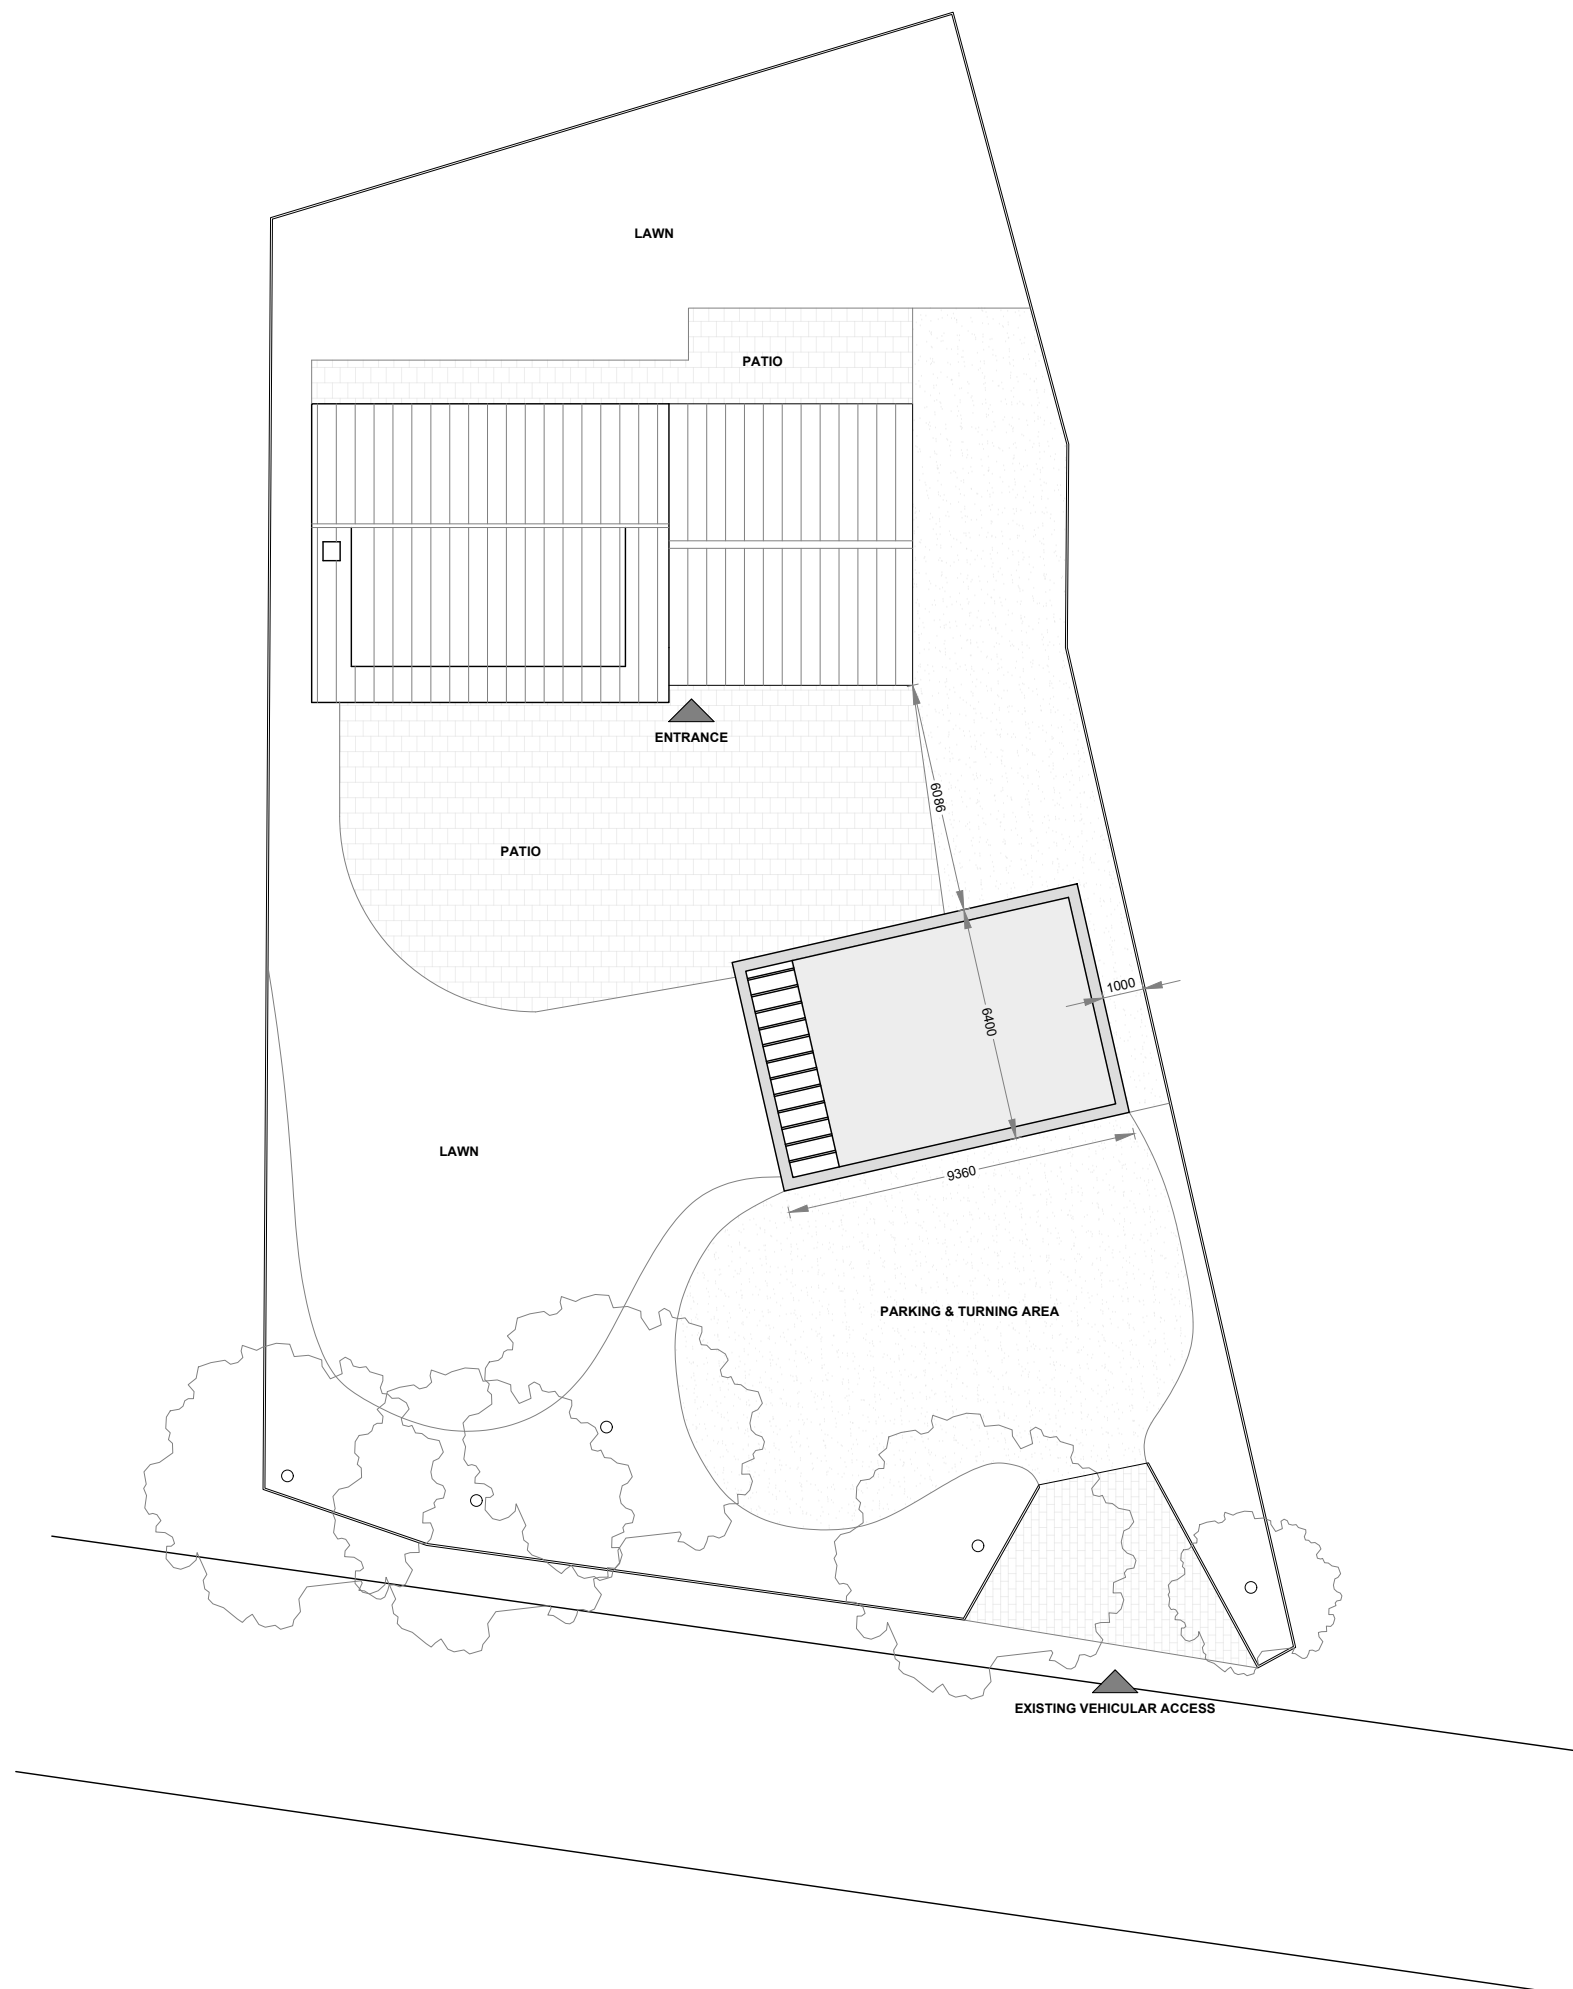 LAWN
PATIO
ENTRANCE
6086
PATIO
1000
6400
LAWN
9360
PARKING & TURNING AREA
EXISTING VEHICULAR ACCESS